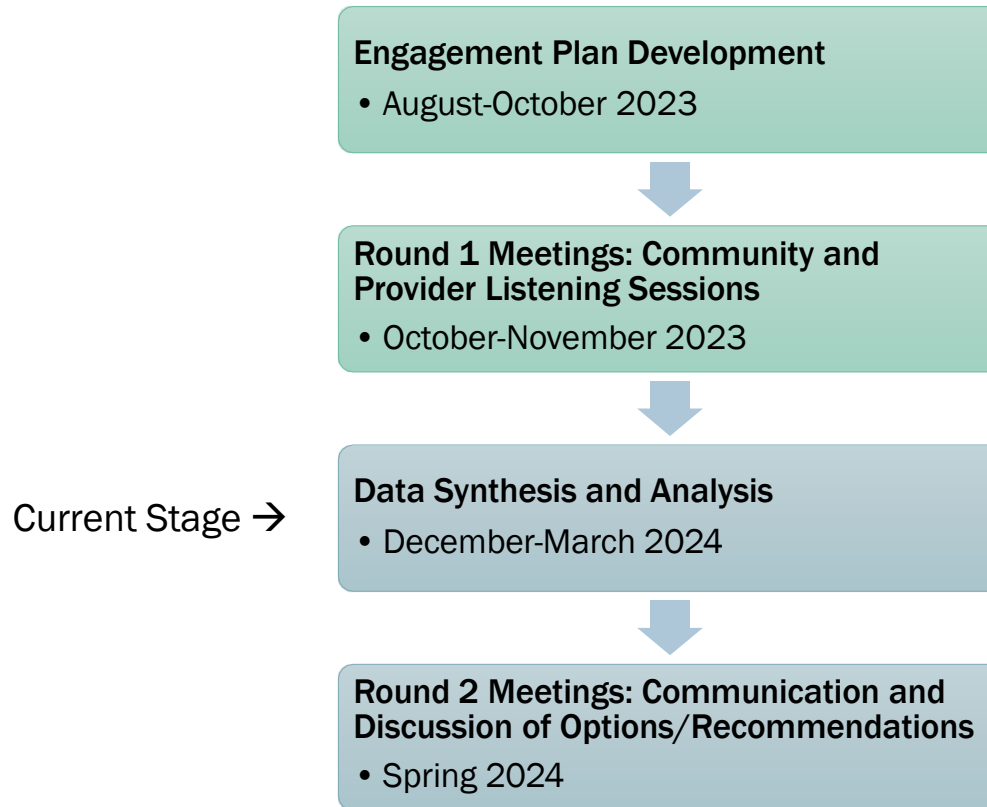 Engagement Plan Development
• August-October 2023
Round 1 Meetings: Community and
Provider Listening Sessions
• October-November 2023
Current Stage →
Data Synthesis and Analysis
• December-March 2024
Round 2 Meetings: Communication and
Discussion of Options/Recommendations
• Spring 2024